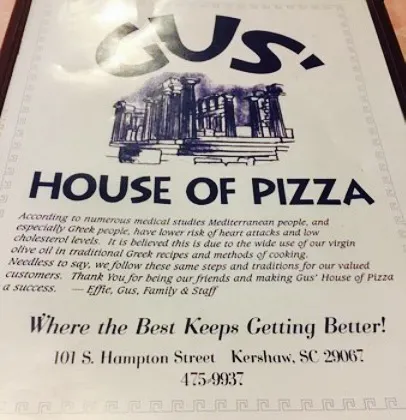 GUS'
HOUSE OF PIZZA
According to numerous medical studies Mediterranean people, and
especially Greek people, have lower risk of heart attacks and low
cholesterol levels. It is believed this is due to the wide use of our virgin
olive oil in traditional Greek recipes and methods of cooking.
Needless to say, we follow these same steps and traditions for our valued
customers. Thank You for being our friends and making Gus' House of Pizza
a success. — Effie, Gus, Family & Staff
Where the Best Keeps Getting Better!
101 S. Hampton Street Kershaw, SC 29067
475-9937